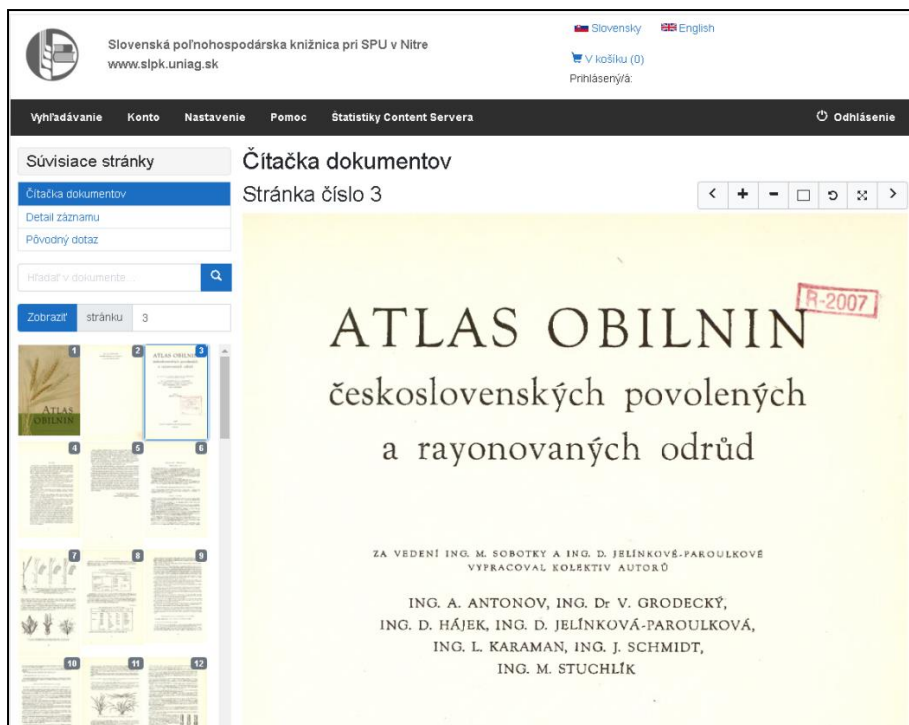 Slovenská poľnohospodárska knižnica pri SPU v Nitre
www.slpk.uniag.sk
Slovensky English
V košíku (0)
Prihlásený/á:
Vyhľadávanie Konto Nastavenie Pomoc Štatistiky Content Servera Odhlásenie
Súvisiace stránky
Čítačka dokumentov
Detail záznamu
Pôvodný dotaz
Hľadať v dokumente...
Zobraziť stránku 3
1 2 3
ATLAS
OBILNIN
ATLAS OBILNIN
4 5 6
7 8 9
10 11 12
Čítačka dokumentov
Stránka číslo 3
R-2007
ATLAS OBILNIN
československých povolených
a rayonovaných odrůd
ZA VEDENÍ ING. M. SOBOTKY A ING. D. JELÍNKOVÉ-PAROULKOVÉ
VYPRACOVAL KOLEKTIV AUTORŮ
ING. A. ANTONOV, ING. Dr V. GRODECKÝ,
ING. D. HÁJEK, ING. D. JELÍNKOVÁ-PAROULKOVÁ,
ING. L. KARAMAN, ING. J. SCHMIDT,
ING. M. STUCHLÍK